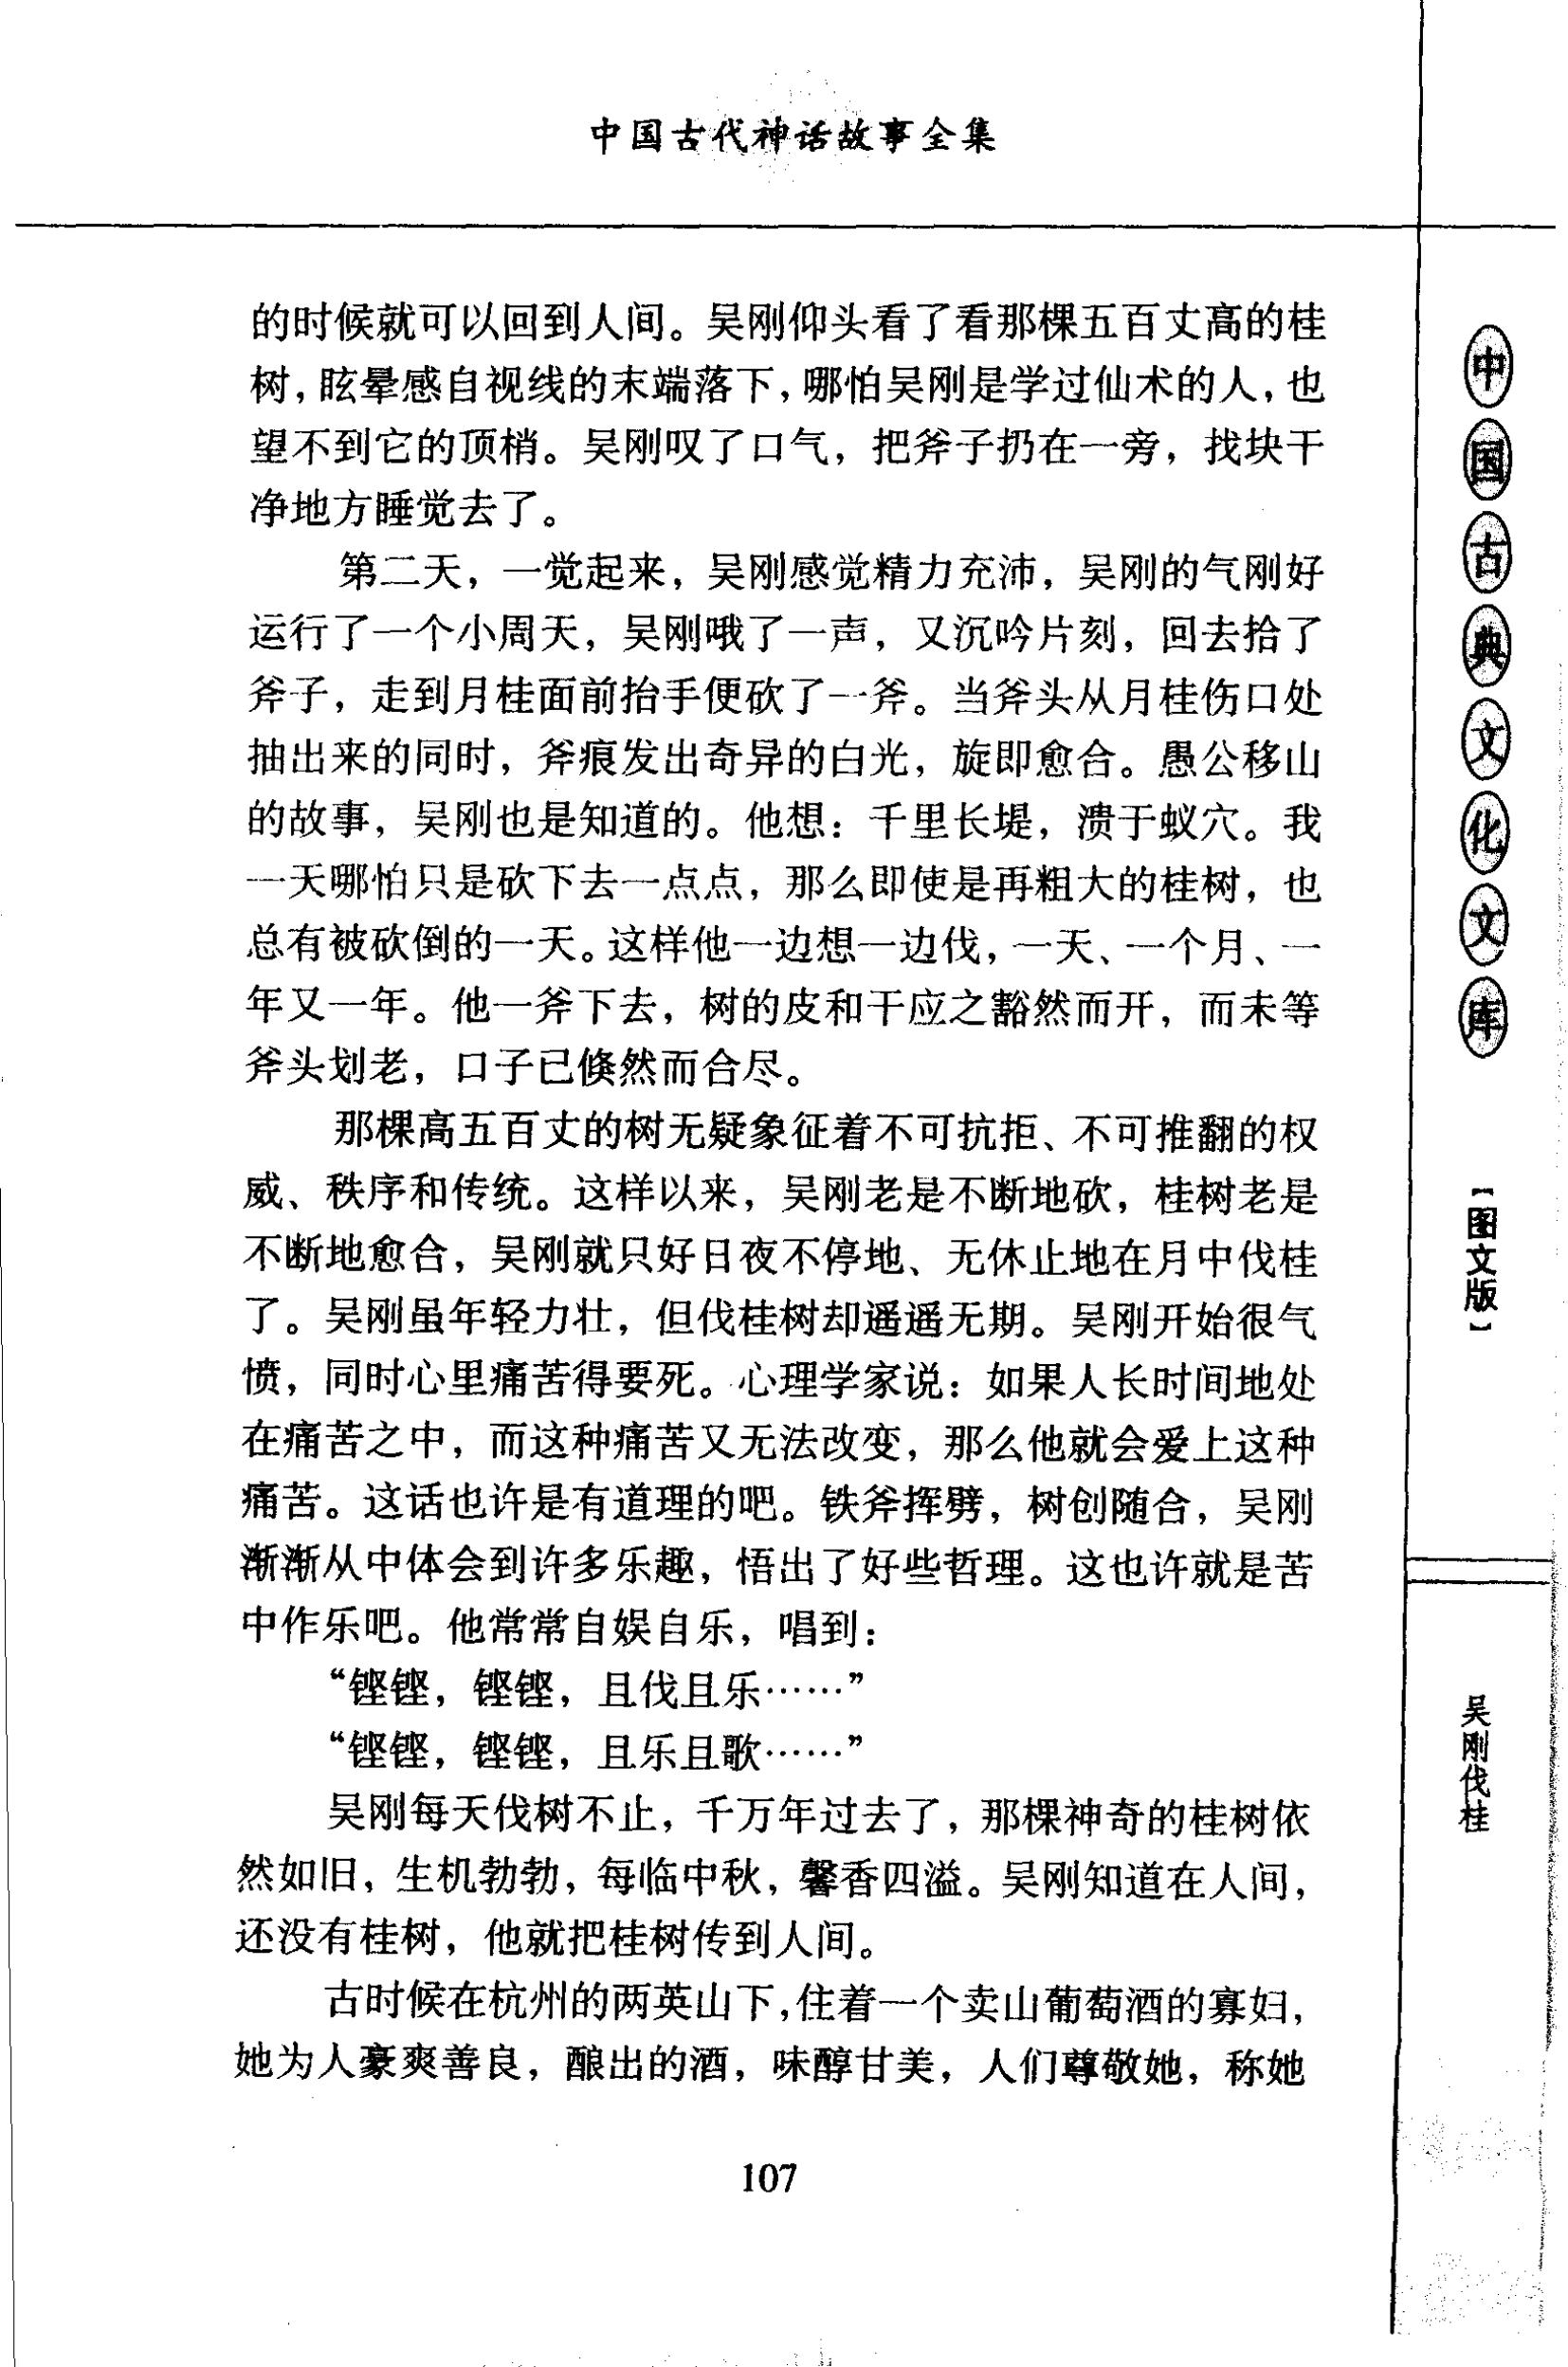 中国古代神话故事全集
的时候就可以回到人间。吴刚仰头看了看那棵五百丈高的桂
树，眩晕感自视线的末端落下，哪怕吴刚是学过仙术的人，也
望不到它的顶梢。吴刚叹了口气，把斧子扔在一旁，找块干
净地方睡觉去了。
第二天，一觉起来，吴刚感觉精力充沛，吴刚的气刚好
运行了一个小周天，吴刚哦了一声，又沉吟片刻，回去拾了
斧子，走到月桂面前抬手便砍了一斧。当斧头从月桂伤口处
抽出来的同时，斧痕发出奇异的白光，旋即愈合。愚公移山
的故事，吴刚也是知道的。他想：千里长堤，溃于蚁穴。我
一天哪怕只是砍下去一点点，那么即使是再粗大的桂树，也
总有被砍倒的一天。这样他一边想一边伐，一天、一个月、一
年又一年。他一斧下去，树的皮和干应之豁然而开，而未等
斧头划老，口子已倏然而合尽。
那棵高五百丈的树无疑象征着不可抗拒、不可推翻的权
威、秩序和传统。这样以来，吴刚老是不断地砍，桂树老是
不断地愈合，吴刚就只好日夜不停地、无休止地在月中伐桂
了。吴刚虽年轻力壮，但伐桂树却遥遥无期。吴刚开始很气
愤，同时心里痛苦得要死。心理学家说：如果人长时间地处
在痛苦之中，而这种痛苦又无法改变，那么他就会爱上这种
痛苦。这话也许是有道理的吧。铁斧挥劈，树创随合，吴刚
渐渐从中体会到许多乐趣，悟出了好些哲理。这也许就是苦
中作乐吧。他常常自娱自乐，唱到：
“铿铿，铿铿，且伐且乐……”
“铿铿，铿铿，且乐且歌……”
吴刚每天伐树不止，千万年过去了，那棵神奇的桂树依
然如旧，生机勃勃，每临中秋，馨香四溢。吴刚知道在人间，
还没有桂树，他就把桂树传到人间。
古时候在杭州的两英山下，住着一个卖山葡萄酒的寡妇，
她为人豪爽善良，酿出的酒，味醇甘美，人们尊敬她，称她
107
中国古典文化文库
【图文版】
吴刚伐桂